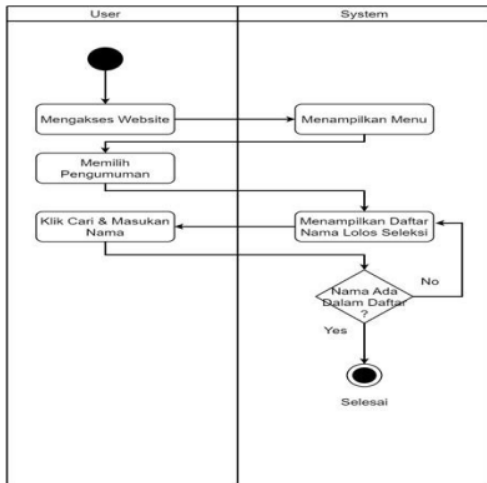 User
System
Mengakses Website
Menampilkan Menu
Memilih
Pengumuman
Klik Cari & Masukan
Nama
Menampilkan Daftar
Nama Lolos Seleksi
Nama Ada
Dalam Daftar
?
No
Yes
Selesai